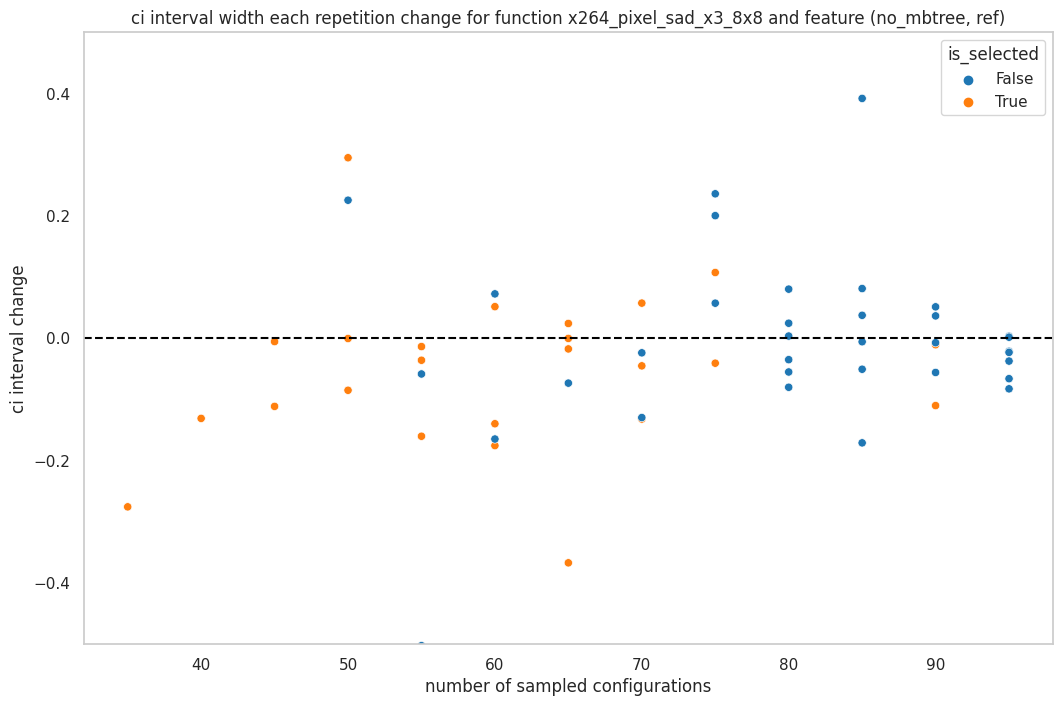 ci interval width each repetition change for function x264_pixel_sad_x3_8x8 and feature (no_mbtree, ref)
is_selected
False
True
0.4
0.2
0.0
−0.2
−0.4
ci interval change
40
50
60
70
80
90
number of sampled configurations